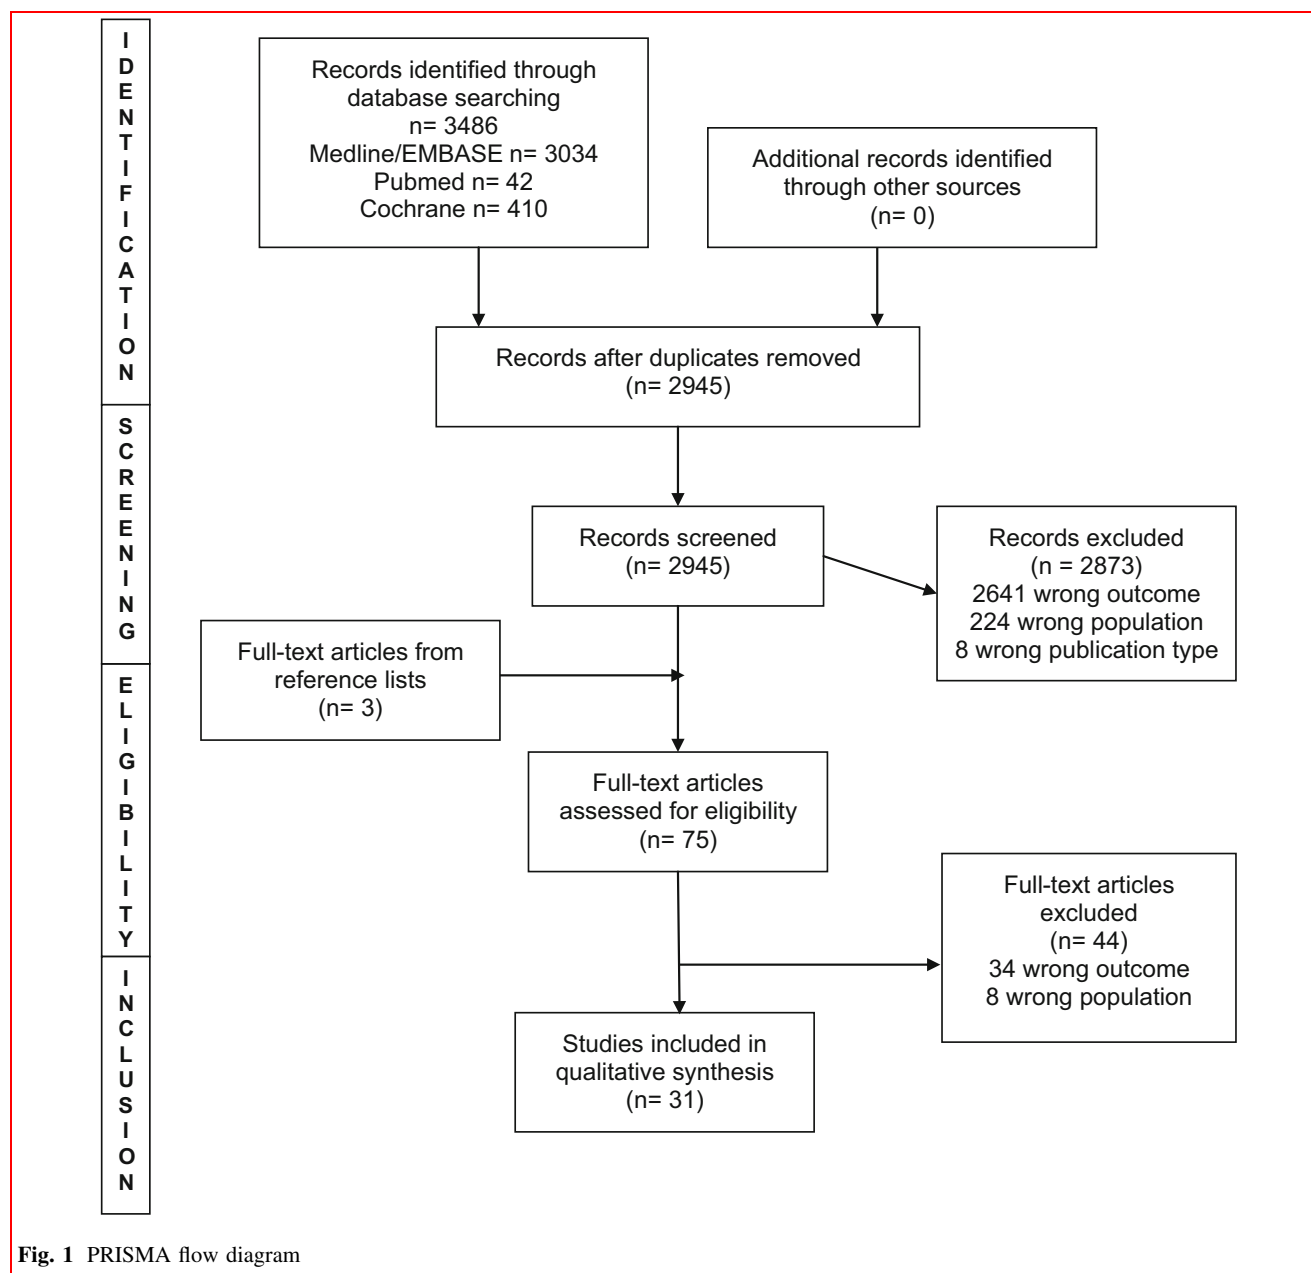 IDENTIFICATION
Records identified through
database searching
n= 3486
Medline/EMBASE n= 3034
Pubmed n= 42
Cochrane n= 410
Additional records identified
through other sources
(n= 0)
Records after duplicates removed
(n= 2945)
SCREENING
Records screened
(n= 2945)
Records excluded
(n = 2873)
2641 wrong outcome
224 wrong population
8 wrong publication type
Full-text articles from
reference lists
(n= 3)
ELIGIBILITY
Full-text articles
assessed for eligibility
(n= 75)
Full-text articles
excluded
(n= 44)
34 wrong outcome
8 wrong population
INCLUSION
Studies included in
qualitative synthesis
(n= 31)
Fig. 1 PRISMA flow diagram